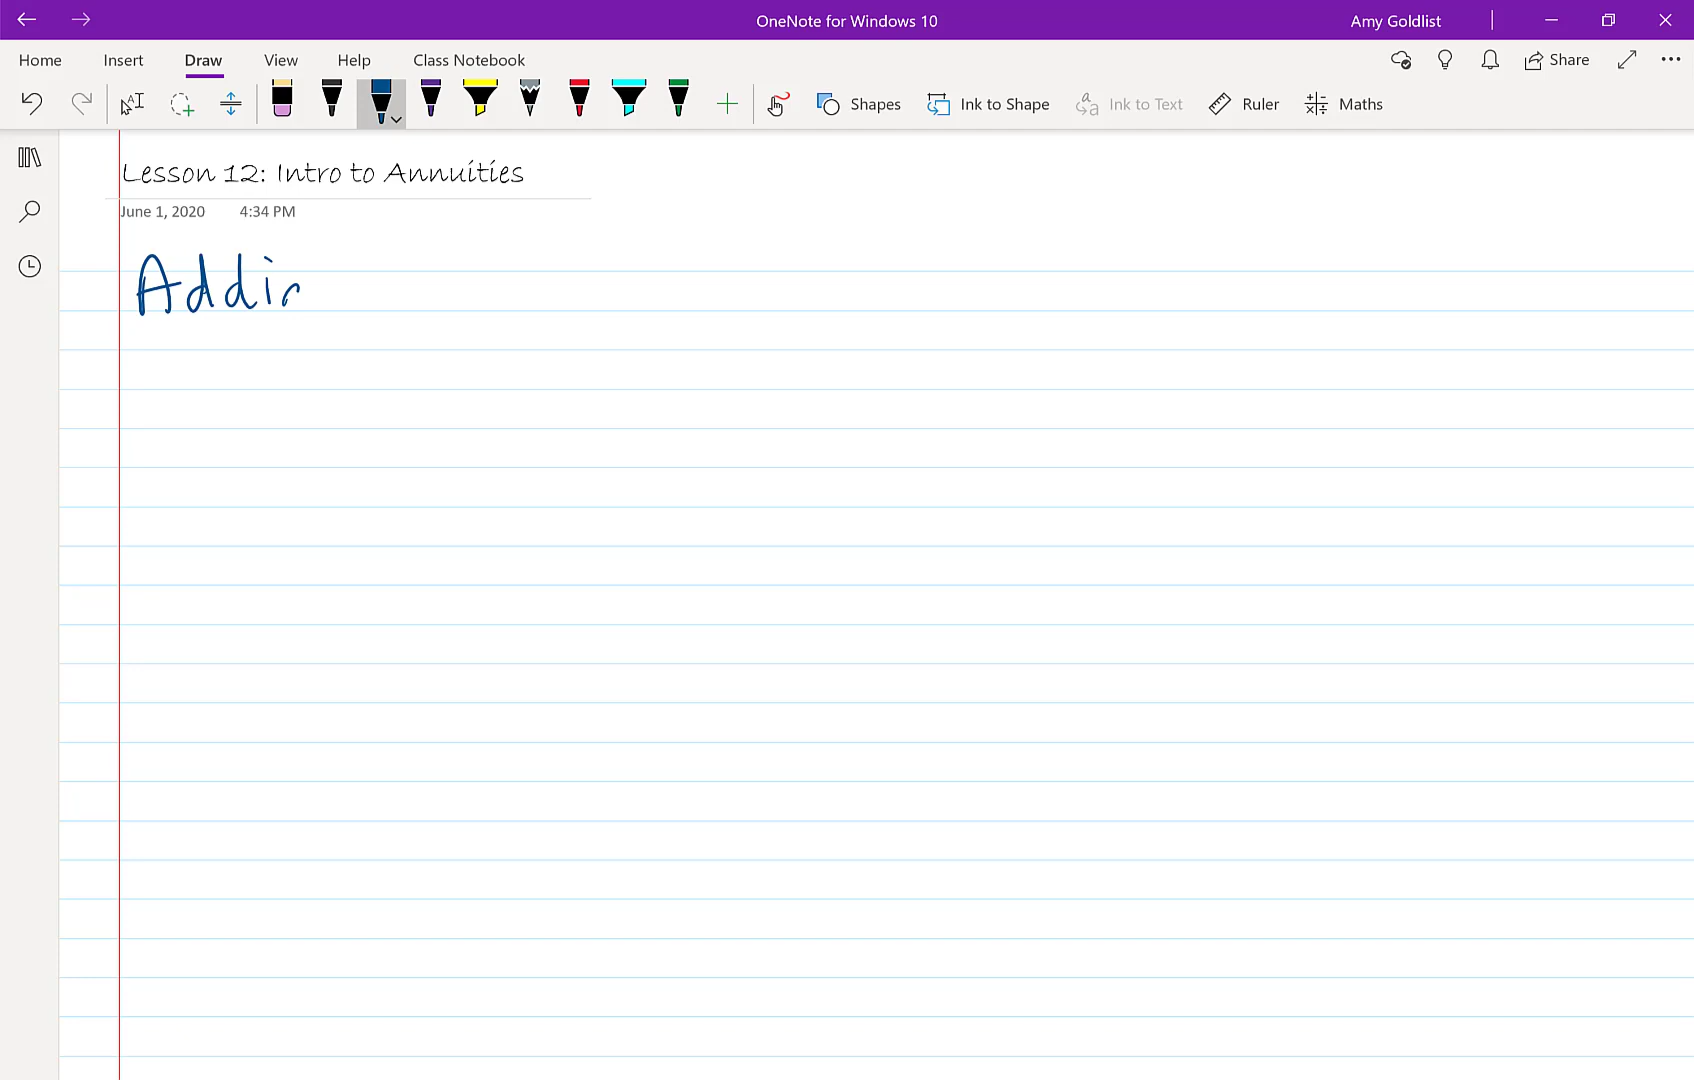 OneNote for Windows 10
Amy Goldlist
Home Insert Draw View Help Class Notebook
Share
Shapes Ink to Shape Ink to Text Ruler Maths
Lesson 12: Intro to Annuities
June 1, 2020 4:34 PM
Addin